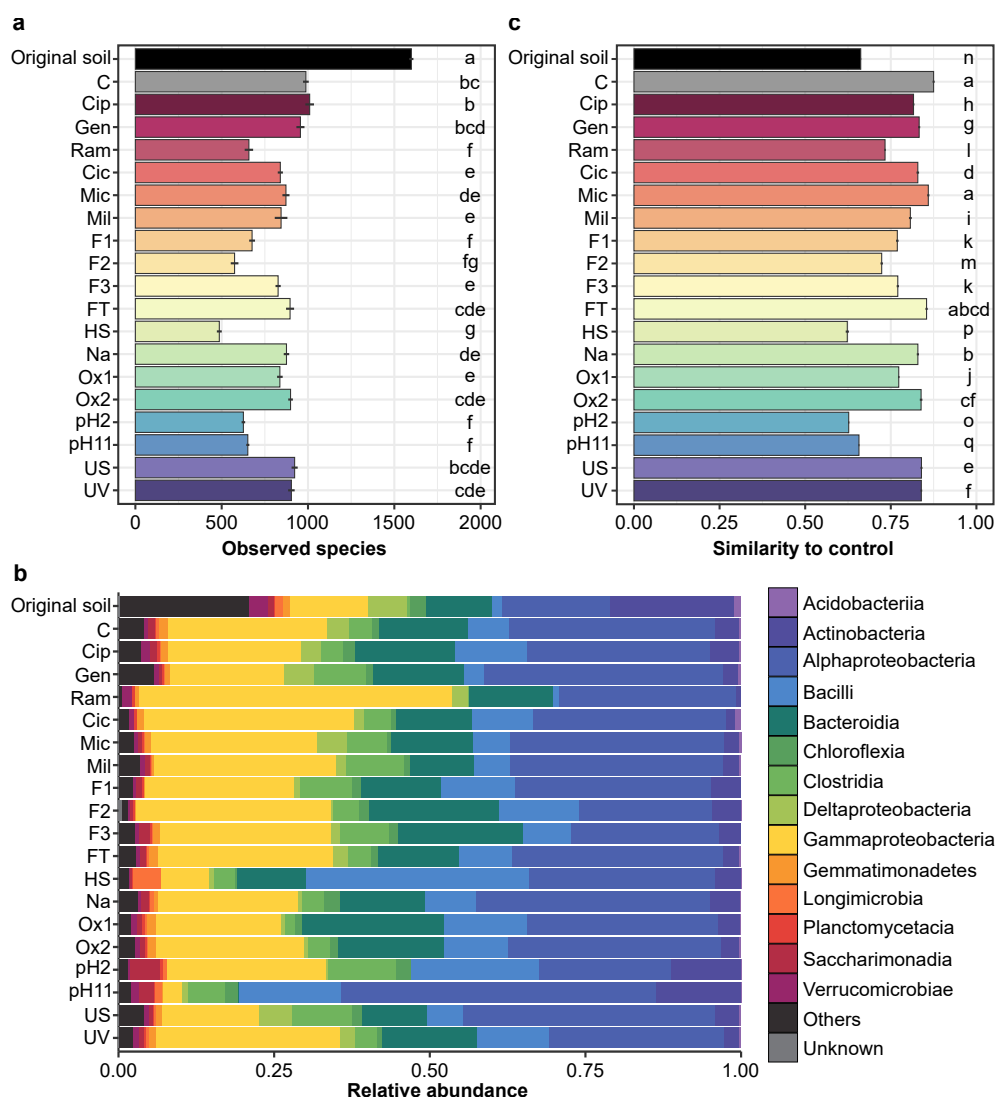 a
Original soil a
C bc
Cip b
Gen bcd
Ram f
Cic e
Mic de
Mil e
F1 f
F2 fg
F3 e
FT cde
HS g
Na de
Ox1 e
Ox2 cde
pH2 f
pH11 f
US bcde
UV cde
0 500 1000 1500 2000
Observed species
c
Original soil n
C a
Cip h
Gen g
Ram l
Cic d
Mic a
Mil i
F1 k
F2 m
F3 k
FT abcd
HS p
Na b
Ox1 j
Ox2 cf
pH2 o
pH11 q
US e
UV f
0.00 0.25 0.50 0.75 1.00
Similarity to control
b
Original soil
C
Cip
Gen
Ram
Cic
Mic
Mil
F1
F2
F3
FT
HS
Na
Ox1
Ox2
pH2
pH11
US
UV
0.00 0.25 0.50 0.75 1.00
Relative abundance
Acidobacteriia
Actinobacteria
Alphaproteobacteria
Bacilli
Bacteroidia
Chloroflexia
Clostridia
Deltaproteobacteria
Gammaproteobacteria
Gemmatimonadetes
Longimicrobia
Planctomycetacia
Saccharimonadia
Verrucomicrobiae
Others
Unknown